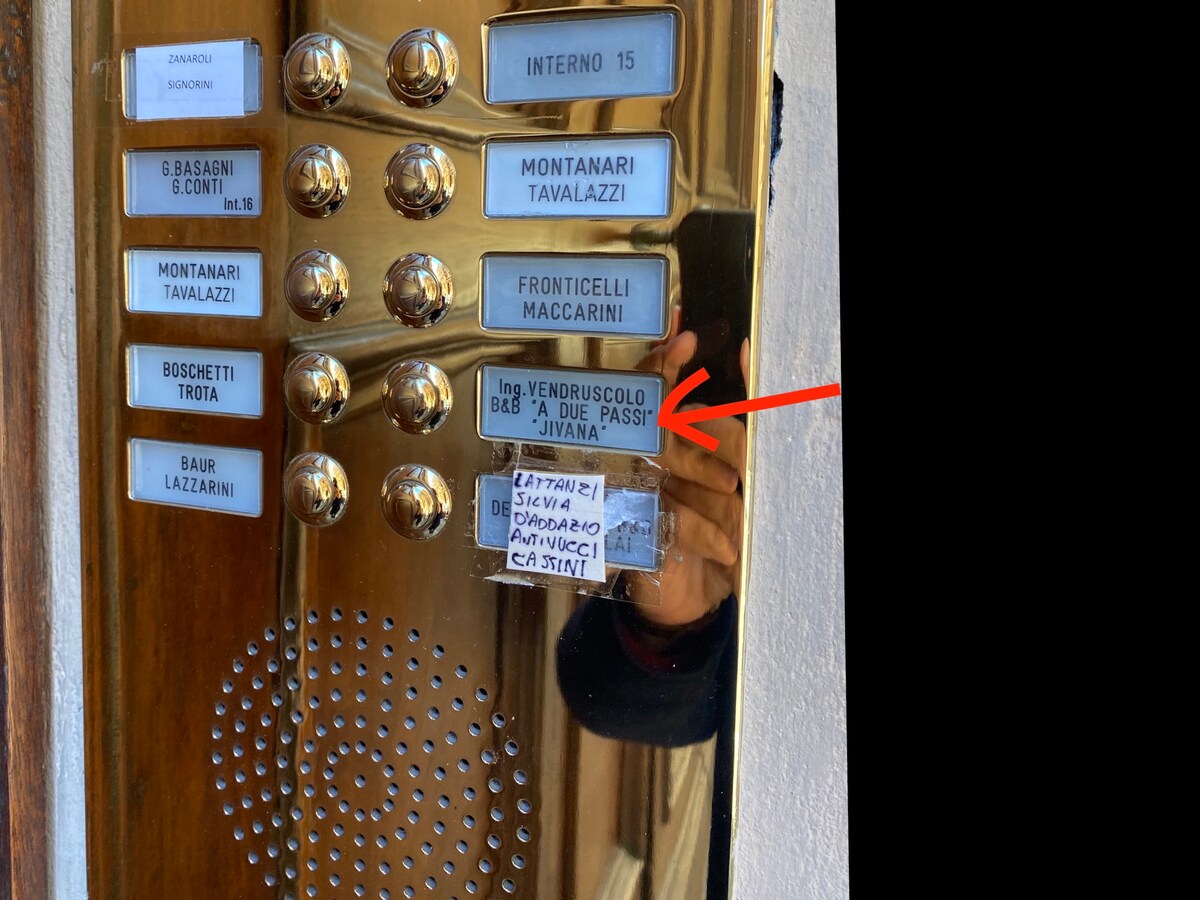 ZANAROLI
SIGNORINI
INTERNO 15
G.BASAGNI
G.CONTI
Int.16
MONTANARI
TAVALAZZI
MONTANARI
TAVALAZZI
FRONTICELLI
MACCARINI
BOSCHETTI
TROTA
Ing.VENDRUSCOLO
B&B "A DUE PASSI"
"JIVANA"
BAUR
LAZZARINI
LATTANZI
SILVIA
D'ADDAZIO
ANTIVUCCI
CASSINI